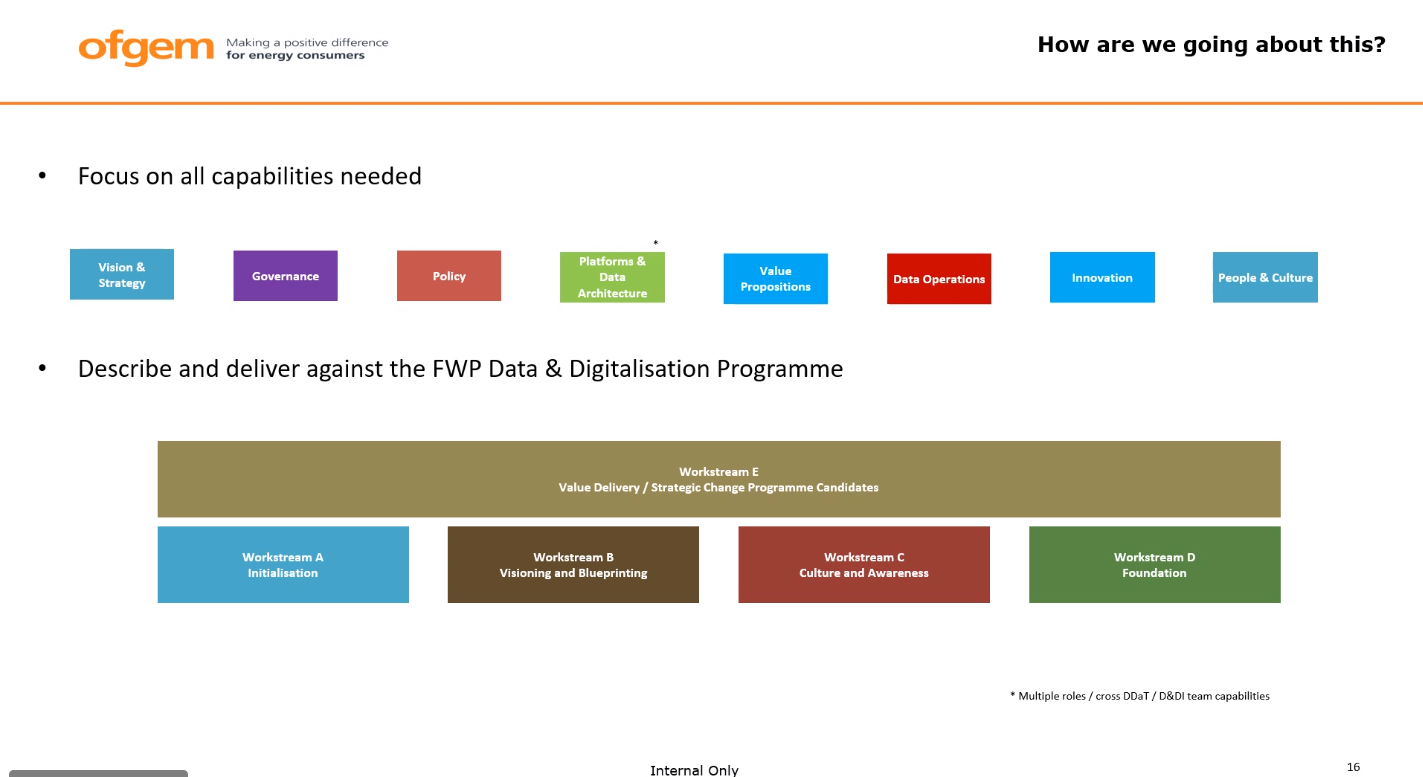 ofgem
Making a positive difference
for energy consumers
How are we going about this?
• Focus on all capabilities needed
*
Vision &
Strategy
Governance
Policy
Platforms &
Data
Architecture
Value
Propositions
Data Operations
Innovation
People & Culture
• Describe and deliver against the FWP Data & Digitalisation Programme
Workstream E
Value Delivery / Strategic Change Programme Candidates
Workstream A
Initialisation
Workstream B
Visioning and Blueprinting
Workstream C
Culture and Awareness
Workstream D
Foundation
* Multiple roles / cross DDaT / D&DI team capabilities
Internal Only
16